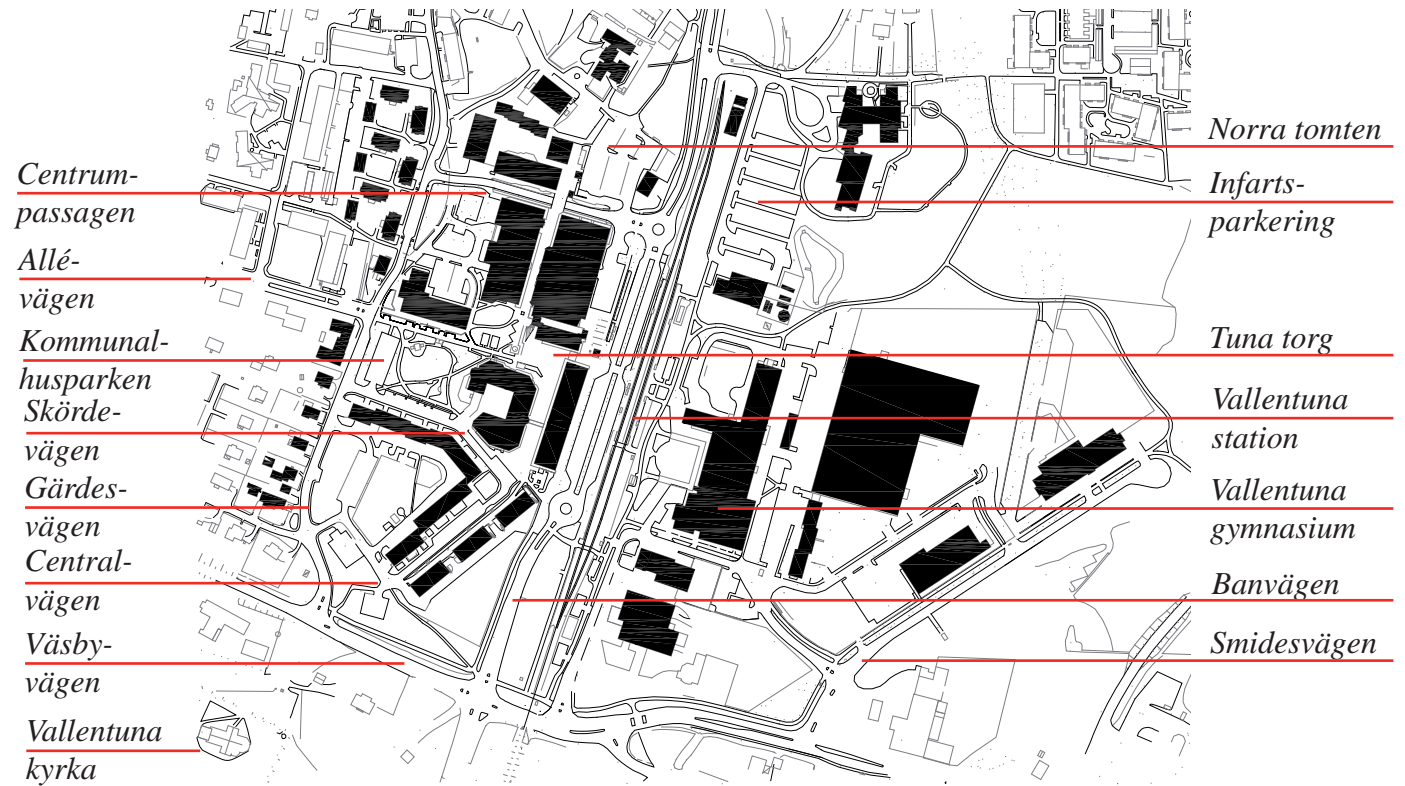 Centrum-
passagen
Allé-
vägen
Kommunal-
husparken
Skörde-
vägen
Gärdes-
vägen
Central-
vägen
Väsby-
vägen
Vallentuna
kyrka
Norra tomten
Infarts-
parkering
Tuna torg
Vallentuna
station
Vallentuna
gymnasium
Banvägen
Smidesvägen